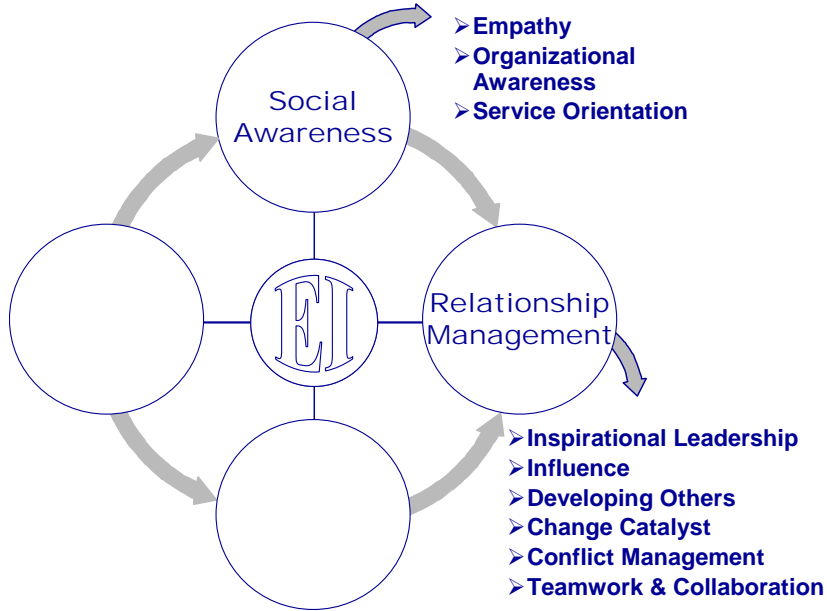 ➢Empathy
➢Organizational
Awareness
➢Service Orientation
Social
Awareness
EI
Relationship
Management
➢Inspirational Leadership
➢Influence
➢Developing Others
➢Change Catalyst
➢Conflict Management
➢Teamwork & Collaboration